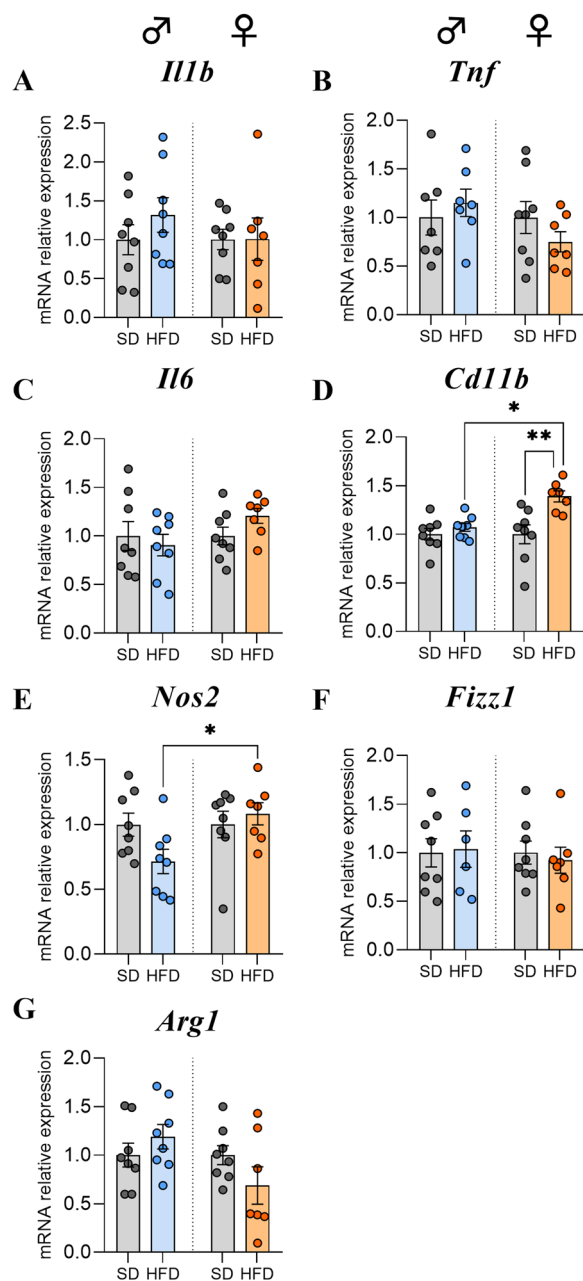 ♂ ♀ ♂ ♀
A Il1b
mRNA relative expression
2.5
2.0
1.5
1.0
0.5
0.0
SD HFD SD HFD
B Tnf
mRNA relative expression
2.0
1.5
1.0
0.5
0.0
SD HFD SD HFD
C Il6
mRNA relative expression
2.0
1.5
1.0
0.5
0.0
SD HFD SD HFD
D Cd11b
mRNA relative expression
2.0
1.5
1.0
0.5
0.0
*
**
SD HFD SD HFD
E Nos2
mRNA relative expression
1.5
1.0
0.5
0.0
*
SD HFD SD HFD
F Fizz1
mRNA relative expression
2.0
1.5
1.0
0.5
0.0
SD HFD SD HFD
G Arg1
mRNA relative expression
2.0
1.5
1.0
0.5
0.0
SD HFD SD HFD